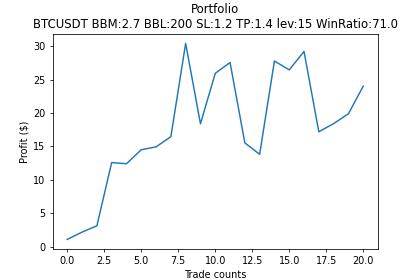 Portfolio
BTCUSDT BBM:2.7 BBL:200 SL:1.2 TP:1.4 lev:15 WinRatio:71.0
30
25
20
15
10
5
0
Profit ($)
0.0 2.5 5.0 7.5 10.0 12.5 15.0 17.5 20.0
Trade counts